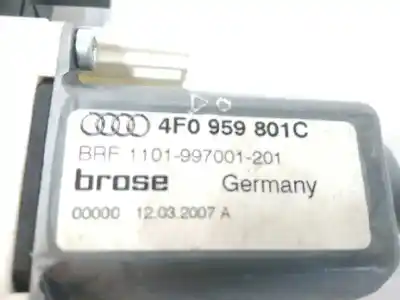 4F0 959 801C
BRF 1101-997001-201
brose Germany
00000 12.03.2007 A